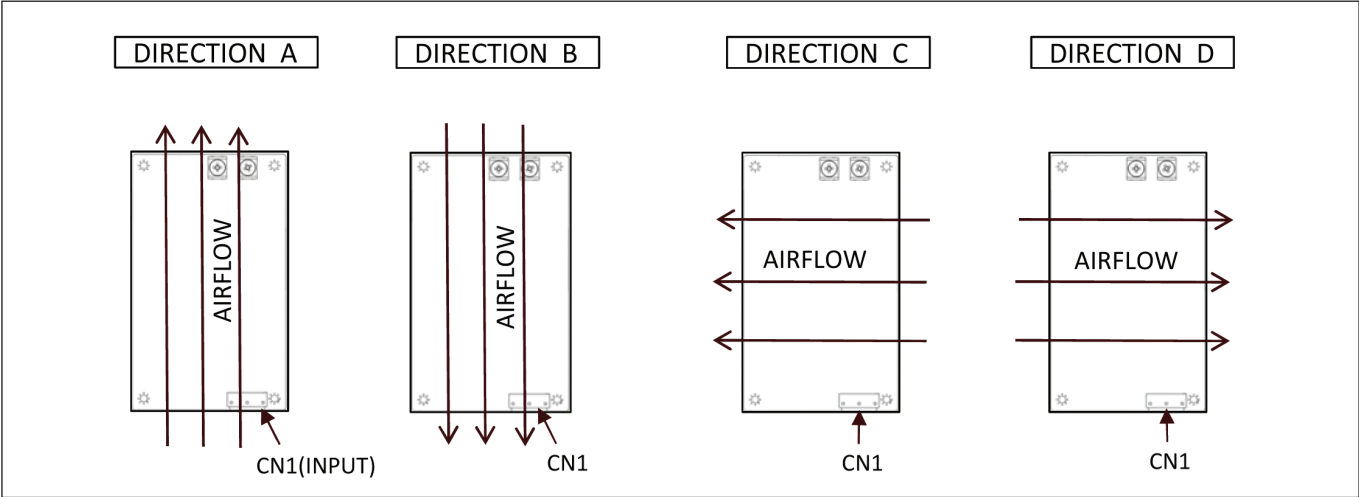 DIRECTION A
DIRECTION B
DIRECTION C
DIRECTION D
AIRFLOW
AIRFLOW
AIRFLOW
AIRFLOW
CN1(INPUT)
CN1
CN1
CN1